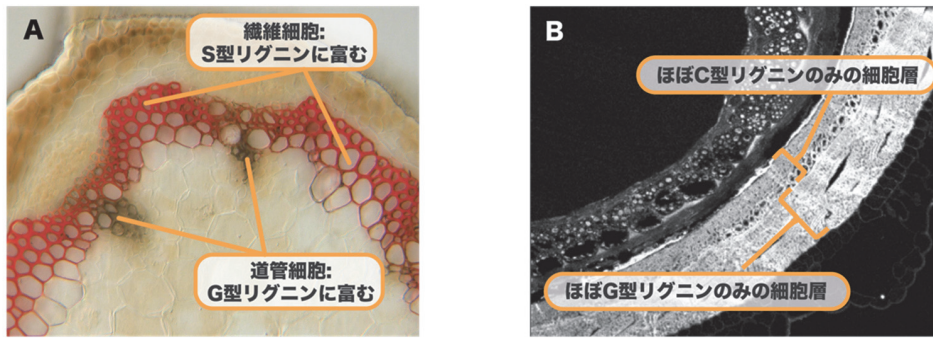 A
繊維細胞:
S型リグニンに富む
道管細胞:
G型リグニンに富む
B
ほぼC型リグニンのみの細胞層
ほぼG型リグニンのみの細胞層